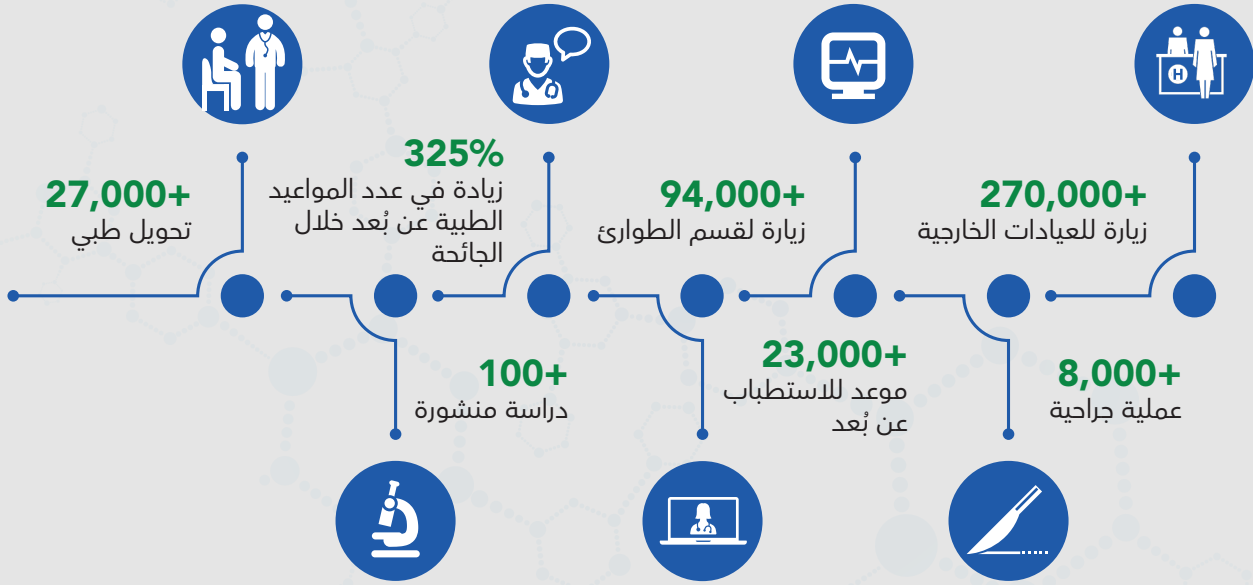 270,000+
زيارة للعيادات الخارجية
8,000+
عملية جراحية
94,000+
زيارة لقسم الطوارئ
23,000+
موعد للاستطباب
عن بُعد
325%
زيادة في عدد المواعيد
الطبية عن بُعد خلال
الجائحة
100+
دراسة منشورة
27,000+
تحويل طبي
H